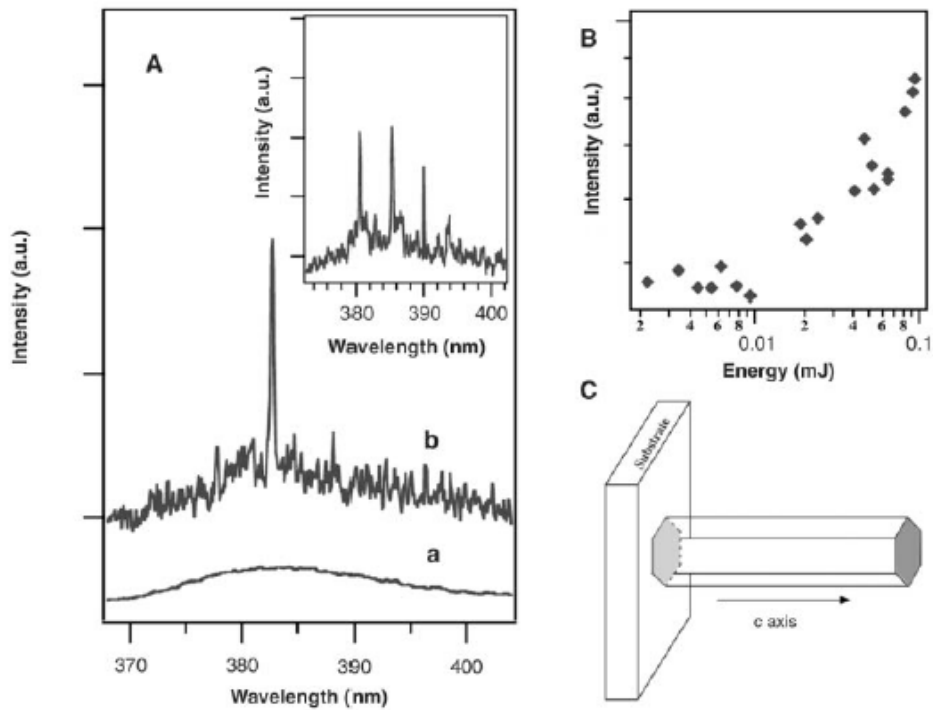 A
Intensity (a.u.)
Intensity (a.u.)
380
390
400
Wavelength (nm)
b
a
370
380
390
400
Wavelength (nm)
B
Intensity (a.u.)
2
4
6
8
2
4
6
8
0.01
0.1
Energy (mJ)
C
Substrate
c axis